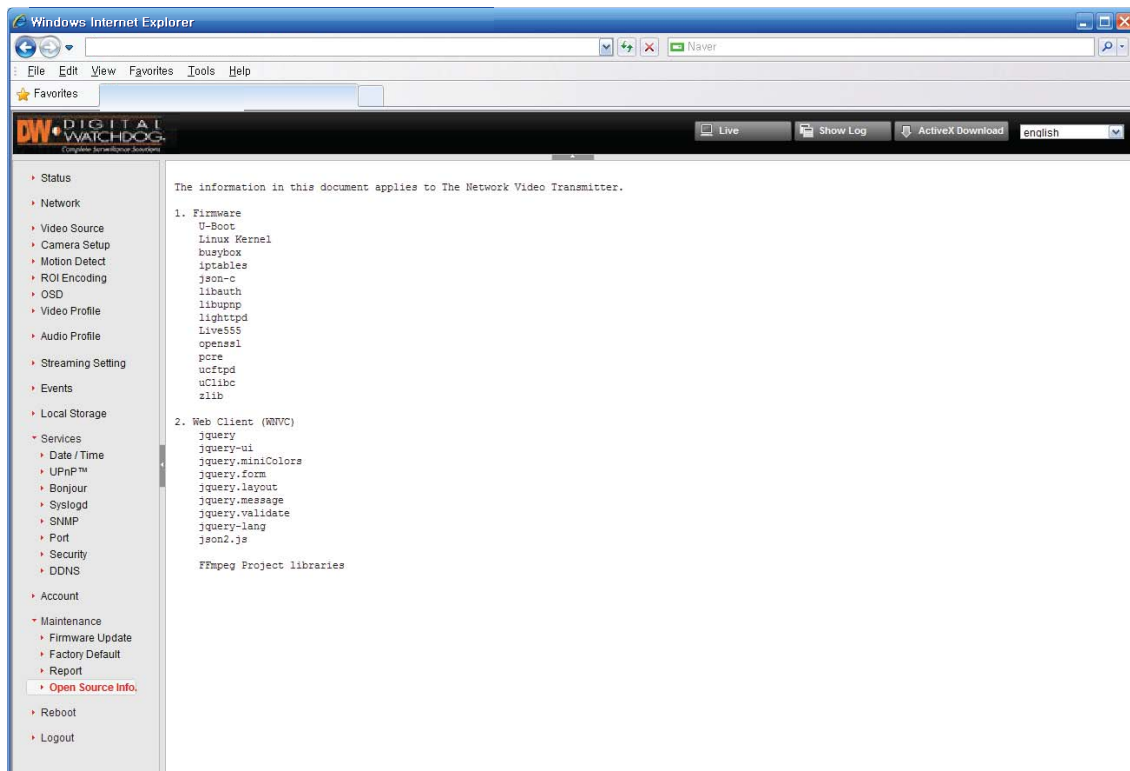 Windows Internet Explorer
Naver
File Edit View Favorites Tools Help
Favorites
DW DIGITAL WATCHDOG
Complete Surveillance Solutions
Live
Show Log
ActiveX Download
english
Status
Network
Video Source
Camera Setup
Motion Detect
ROI Encoding
OSD
Video Profile
Audio Profile
Streaming Setting
Events
Local Storage
Services
Date / Time
UPnP™
Bonjour
Syslogd
SNMP
Port
Security
DDNS
Account
Maintenance
Firmware Update
Factory Default
Report
Open Source Info.
Reboot
Logout
The information in this document applies to The Network Video Transmitter.
1. Firmware
U-Boot
Linux Kernel
busybox
iptables
json-c
libauth
libupnp
lighttpd
Live555
openssl
pcre
ucftpd
uClibc
zlib
2. Web Client (WNVC)
jquery
jquery-ui
jquery.miniColors
jquery.form
jquery.layout
jquery.message
jquery.validate
jquery-lang
json2.js
FFmpeg Project libraries